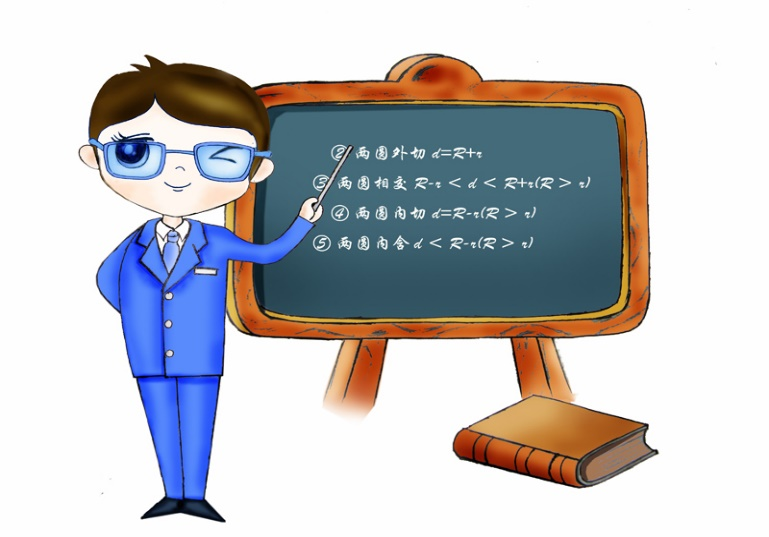 ②两圆外切 d=R+r
③两圆相交 R-r < d < R+r(R > r)
④两圆内切 d=R-r(R > r)
⑤两圆内含 d < R-r(R > r)